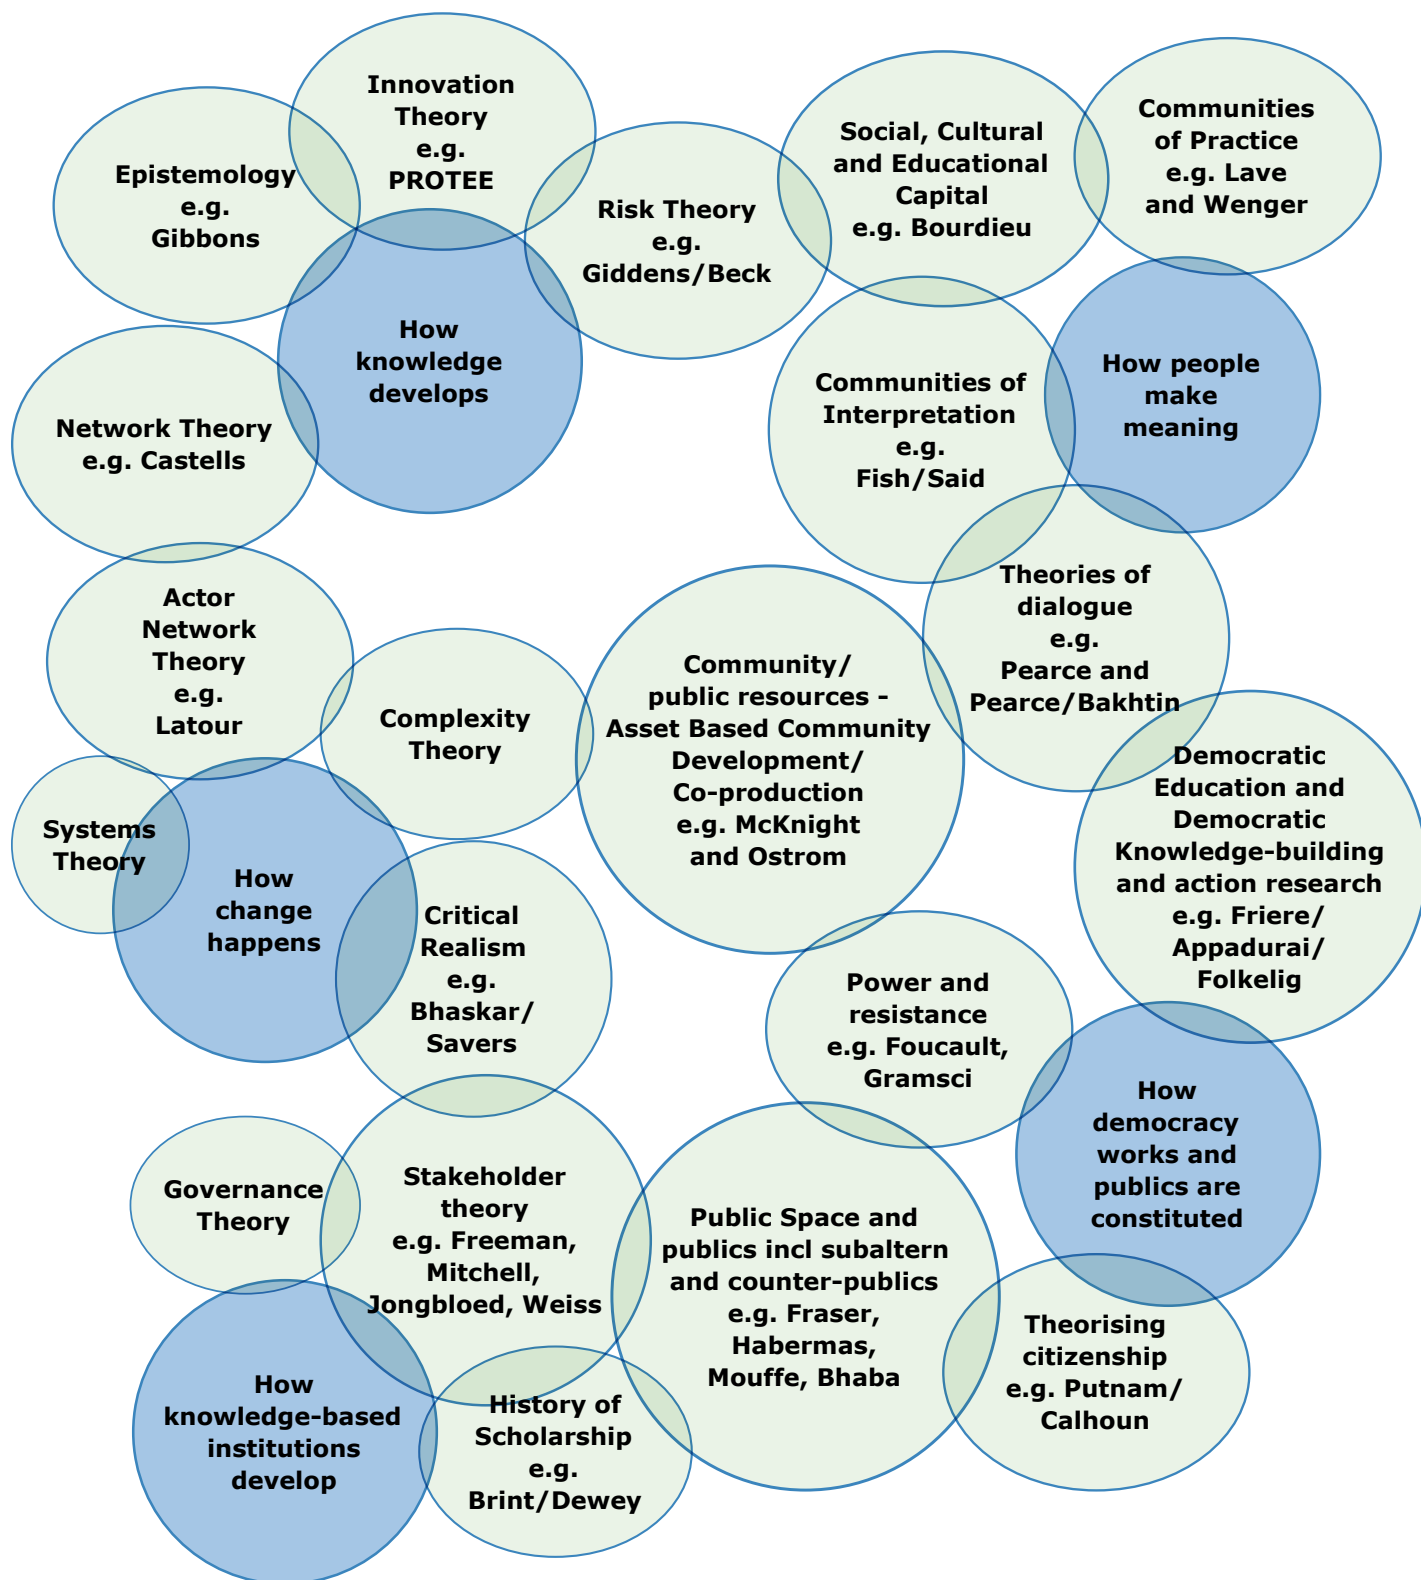 Innovation
Theory
e.g.
PROTEE
Epistemology
e.g.
Gibbons
Risk Theory
e.g.
Giddens/Beck
Social, Cultural
and Educational
Capital
e.g. Bourdieu
Communities
of Practice
e.g. Lave
and Wenger
How
knowledge
develops
How people
make
meaning
Communities of
Interpretation
e.g.
Fish/Said
Network Theory
e.g. Castells
Actor
Network
Theory
e.g.
Latour
Complexity
Theory
Community/
public resources –
Asset Based Community
Development/
Co-production
e.g. McKnight
and Ostrom
Theories of
dialogue
e.g.
Pearce and
Pearce/Bakhtin
Democratic
Education and
Democratic
Knowledge-building
and action research
e.g. Friere/
Appadurai/
Folkelig
Systems
Theory
How
change
happens
Critical
Realism
e.g.
Bhaskar/
Savers
Power and
resistance
e.g. Foucault,
Gramsci
How
democracy
works and
publics are
constituted
Governance
Theory
Stakeholder
theory
e.g. Freeman,
Mitchell,
Jongbloed, Weiss
Public Space and
publics incl subaltern
and counter-publics
e.g. Fraser,
Habermas,
Mouffe, Bhaba
Theorising
citizenship
e.g. Putnam/
Calhoun
How
knowledge-based
institutions
develop
History of
Scholarship
e.g.
Brint/Dewey